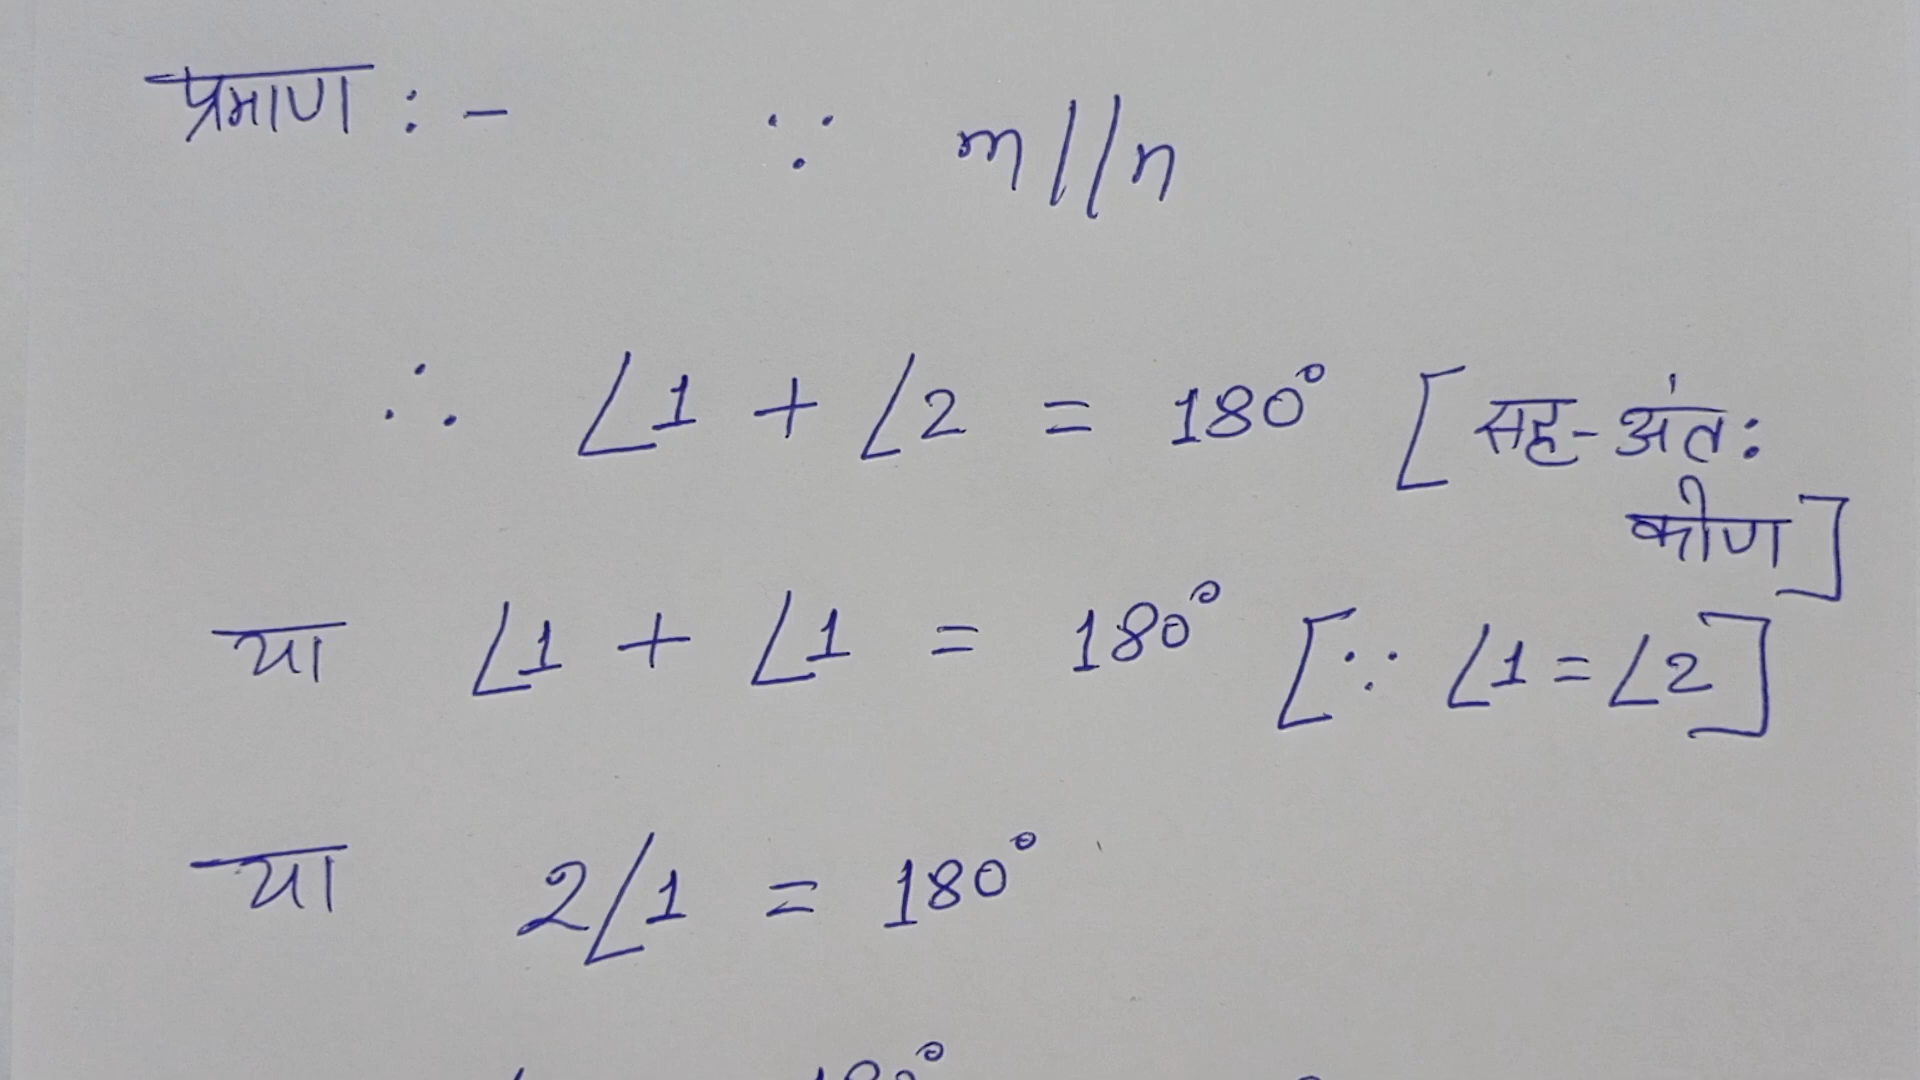 प्रमाण :- ∵ m//n
∴ ∠1 + ∠2 = 180° [सह-अंतः
कोण]
या ∠1 + ∠1 = 180° [∵ ∠1 = ∠2]
या 2∠1 = 180°